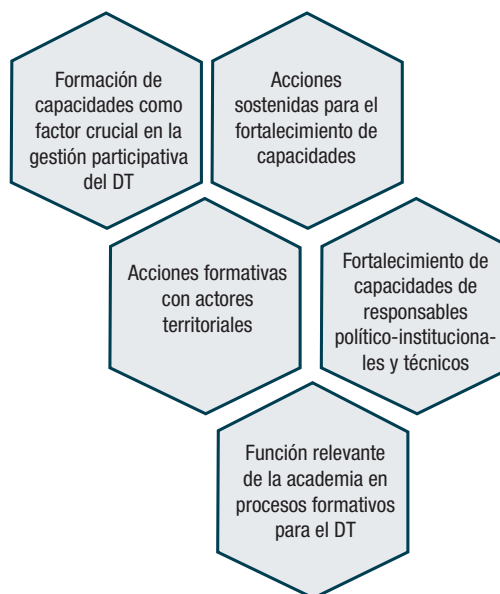 Formación de
capacidades como
factor crucial en la
gestión participativa
del DT
Acciones
sostenidas para el
fortalecimiento de
capacidades
Acciones formativas
con actores
territoriales
Fortalecimiento de
capacidades de
responsables
político-instituciona-
les y técnicos
Función relevante
de la academia en
procesos formativos
para el DT